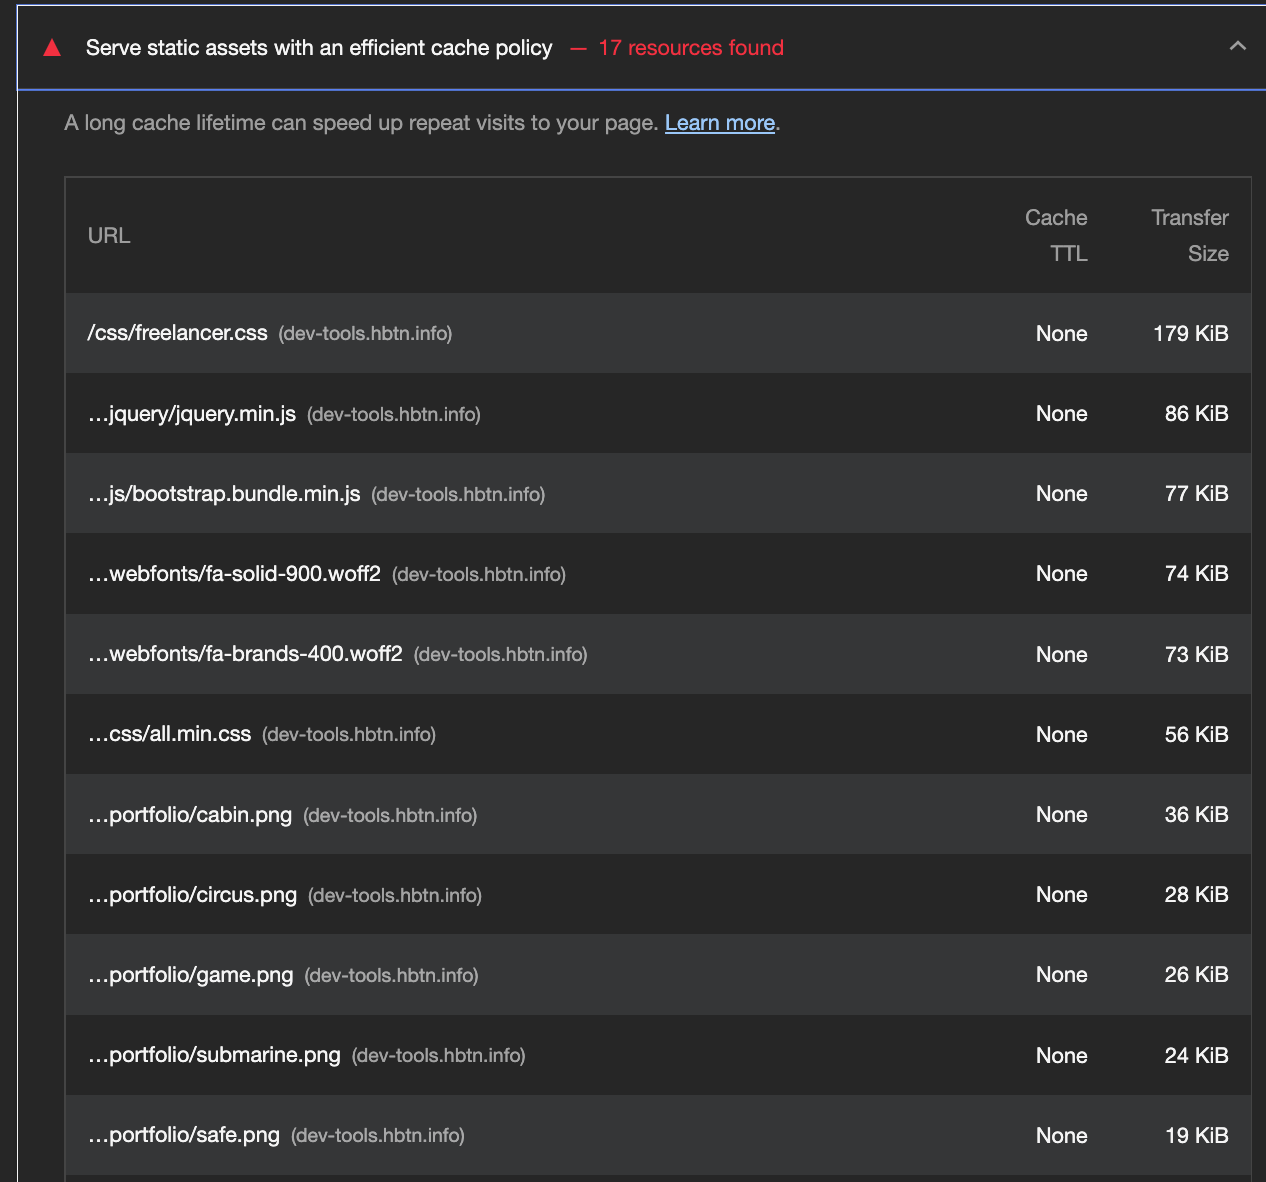 Serve static assets with an efficient cache policy — 17 resources found
A long cache lifetime can speed up repeat visits to your page. Learn more.
URL Cache TTL Transfer Size
/css/freelancer.css (dev-tools.hbtn.info) None 179 KiB
…jquery/jquery.min.js (dev-tools.hbtn.info) None 86 KiB
…js/bootstrap.bundle.min.js (dev-tools.hbtn.info) None 77 KiB
…webfonts/fa-solid-900.woff2 (dev-tools.hbtn.info) None 74 KiB
…webfonts/fa-brands-400.woff2 (dev-tools.hbtn.info) None 73 KiB
…css/all.min.css (dev-tools.hbtn.info) None 56 KiB
…portfolio/cabin.png (dev-tools.hbtn.info) None 36 KiB
…portfolio/circus.png (dev-tools.hbtn.info) None 28 KiB
…portfolio/game.png (dev-tools.hbtn.info) None 26 KiB
…portfolio/submarine.png (dev-tools.hbtn.info) None 24 KiB
…portfolio/safe.png (dev-tools.hbtn.info) None 19 KiB